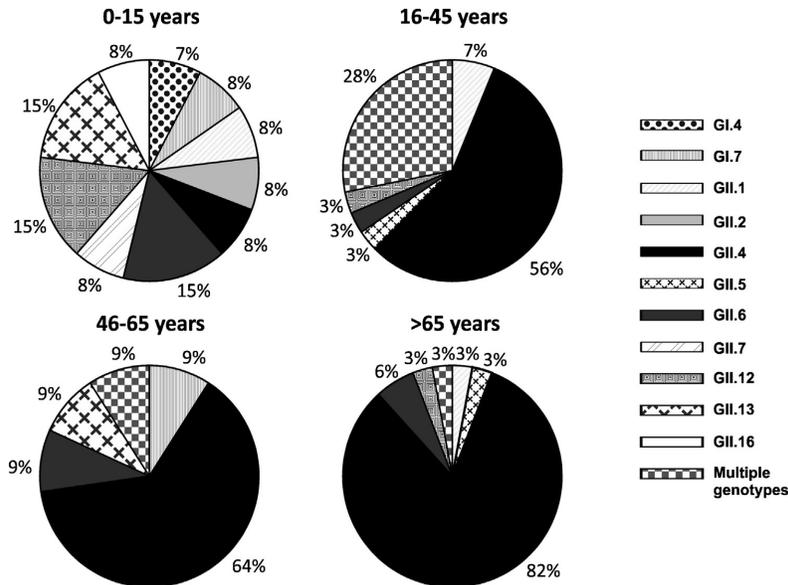 0-15 years
8%
7%
8%
8%
8%
8%
15%
8%
15%
15%
16-45 years
7%
28%
3%
3%
3%
56%
46-65 years
9%
9%
9%
9%
64%
>65 years
6%
3%
3%
3%
3%
82%
GI.4
GI.7
GII.1
GII.2
GII.4
GII.5
GII.6
GII.7
GII.12
GII.13
GII.16
Multiple
genotypes